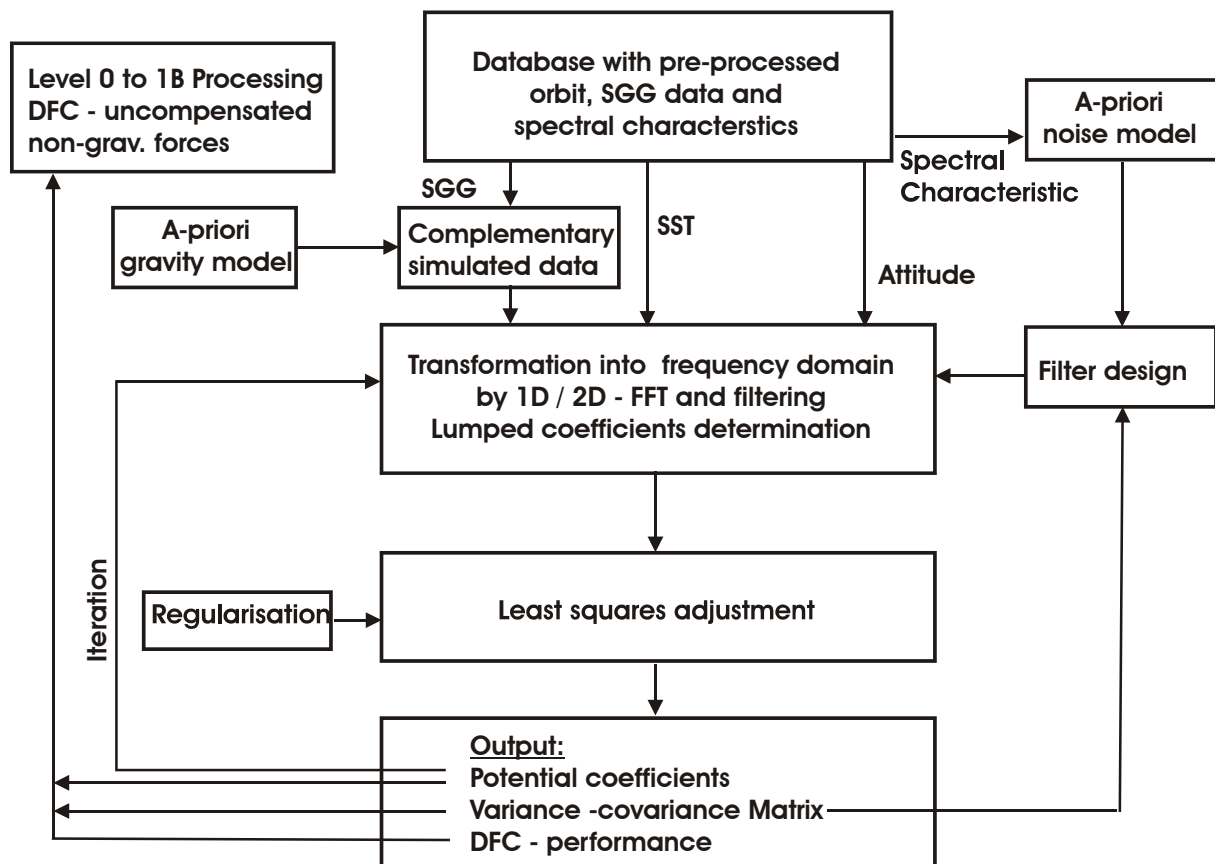 Level 0 to 1B Processing
DFC - uncompensated
non-grav. forces
Database with pre-processed
orbit, SGG data and
spectral characterstics
A-priori
noise model
Spectral
Characteristic
SGG
SST
Attitude
A-priori
gravity model
Complementary
simulated data
Transformation into frequency domain
by 1D / 2D - FFT and filtering
Lumped coefficients determination
Filter design
Iteration
Regularisation
Least squares adjustment
Output:
Potential coefficients
Variance -covariance Matrix
DFC - performance